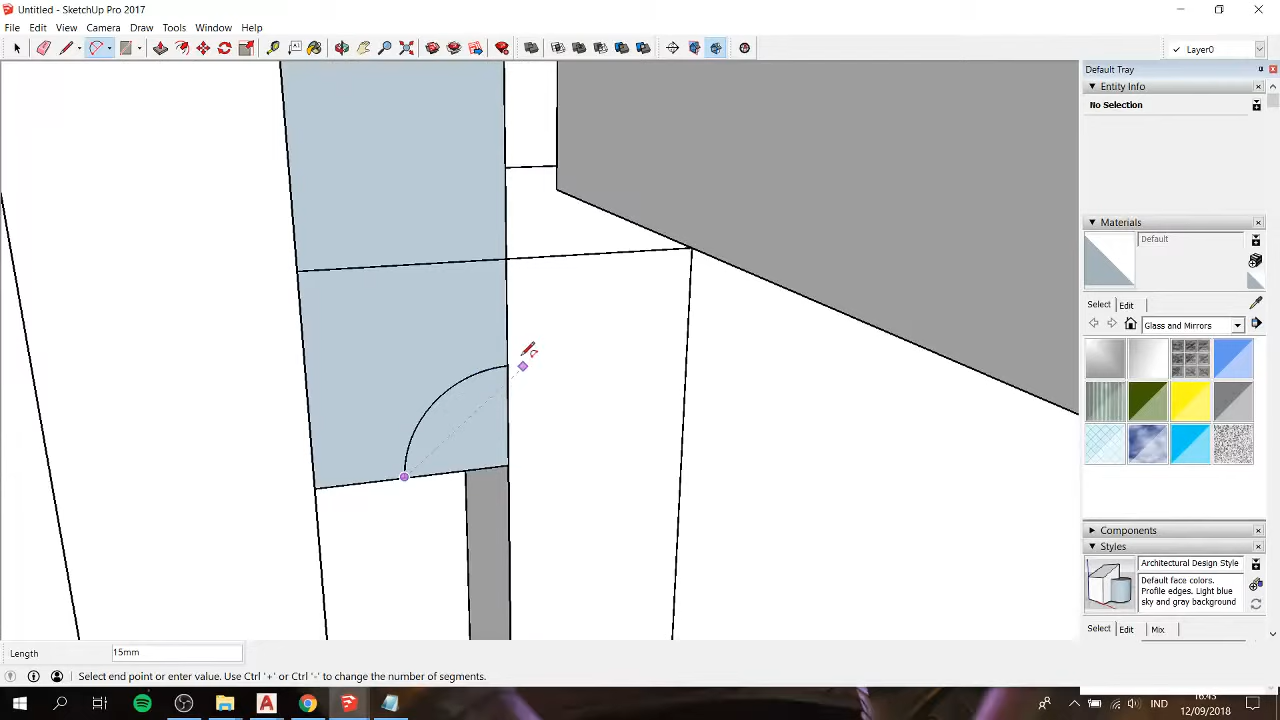 Untitled - SketchUp Pro 2017
File Edit View Camera Draw Tools Window Help
Layer0
Default Tray
Entity Info
No Selection
Materials
Default
Select Edit
Glass and Mirrors
Components
Styles
Architectural Design Style
Default face colors.
Profile edges. Light blue
sky and gray background
Select Edit Mix
Length 15mm
Select end point or enter value. Use Ctrl '+' or Ctrl '-' to change the number of segments.
IND
12/09/2018